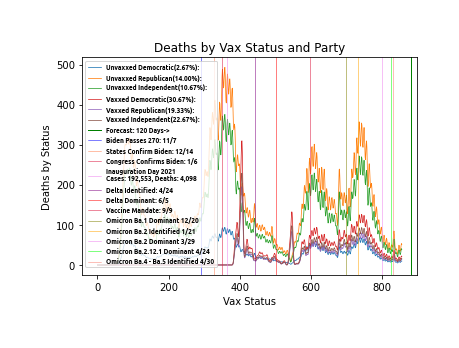 Deaths by Vax Status and Party
Deaths by Vax Status
500
400
300
200
100
0
Unvaxxed Democratic(2.67%):
Unvaxxed Republican(14.00%):
Unvaxxed Independent(10.67%):
Vaxxed Democratic(30.67%):
Vaxxed Republican(19.33%):
Vaxxed Independent(22.67%):
Forecast: 120 Days->
Biden Passes 270: 11/7
States Confirm Biden: 12/14
Congress Confirms Biden: 1/6
Inauguration Day 2021
Cases: 192,553, Deaths: 4,098
Delta Identified: 4/24
Delta Dominant: 6/5
Vaccine Mandate: 9/9
Omicron Ba.1 Dominant 12/20
Omicron Ba.2 Identified 1/21
Omicron Ba.2 Dominant 3/29
Omicron Ba.2.12.1 Dominant 4/24
Omicron Ba.4 - Ba.5 Identified 4/30
0 200 400 600 800
Vax Status